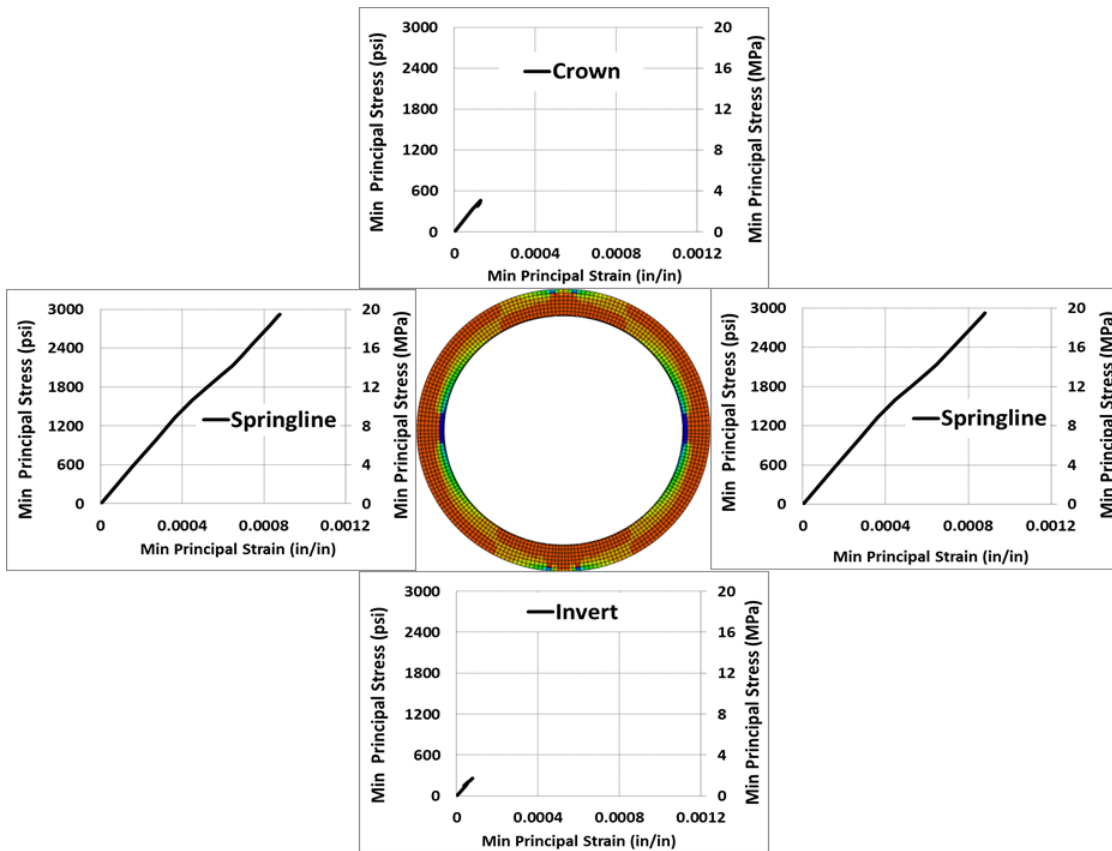 Min Principal Stress (psi)
3000
2400
1800
1200
600
0
Crown
20
16
12
8
4
0
Min Principal Stress (MPa)
0 0.0004 0.0008 0.0012
Min Principal Strain (in/in)
Min Principal Stress (psi)
3000
2400
1800
1200
600
0
Springline
20
16
12
8
4
0
Min Principal Stress (MPa)
0 0.0004 0.0008 0.0012
Min Principal Strain (in/in)
Min Principal Stress (psi)
3000
2400
1800
1200
600
0
Springline
20
16
12
8
4
0
Min Principal Stress (MPa)
0 0.0004 0.0008 0.0012
Min Principal Strain (in/in)
Min Principal Stress (psi)
3000
2400
1800
1200
600
0
Invert
20
16
12
8
4
0
Min Principal Stress (MPa)
0 0.0004 0.0008 0.0012
Min Principal Strain (in/in)